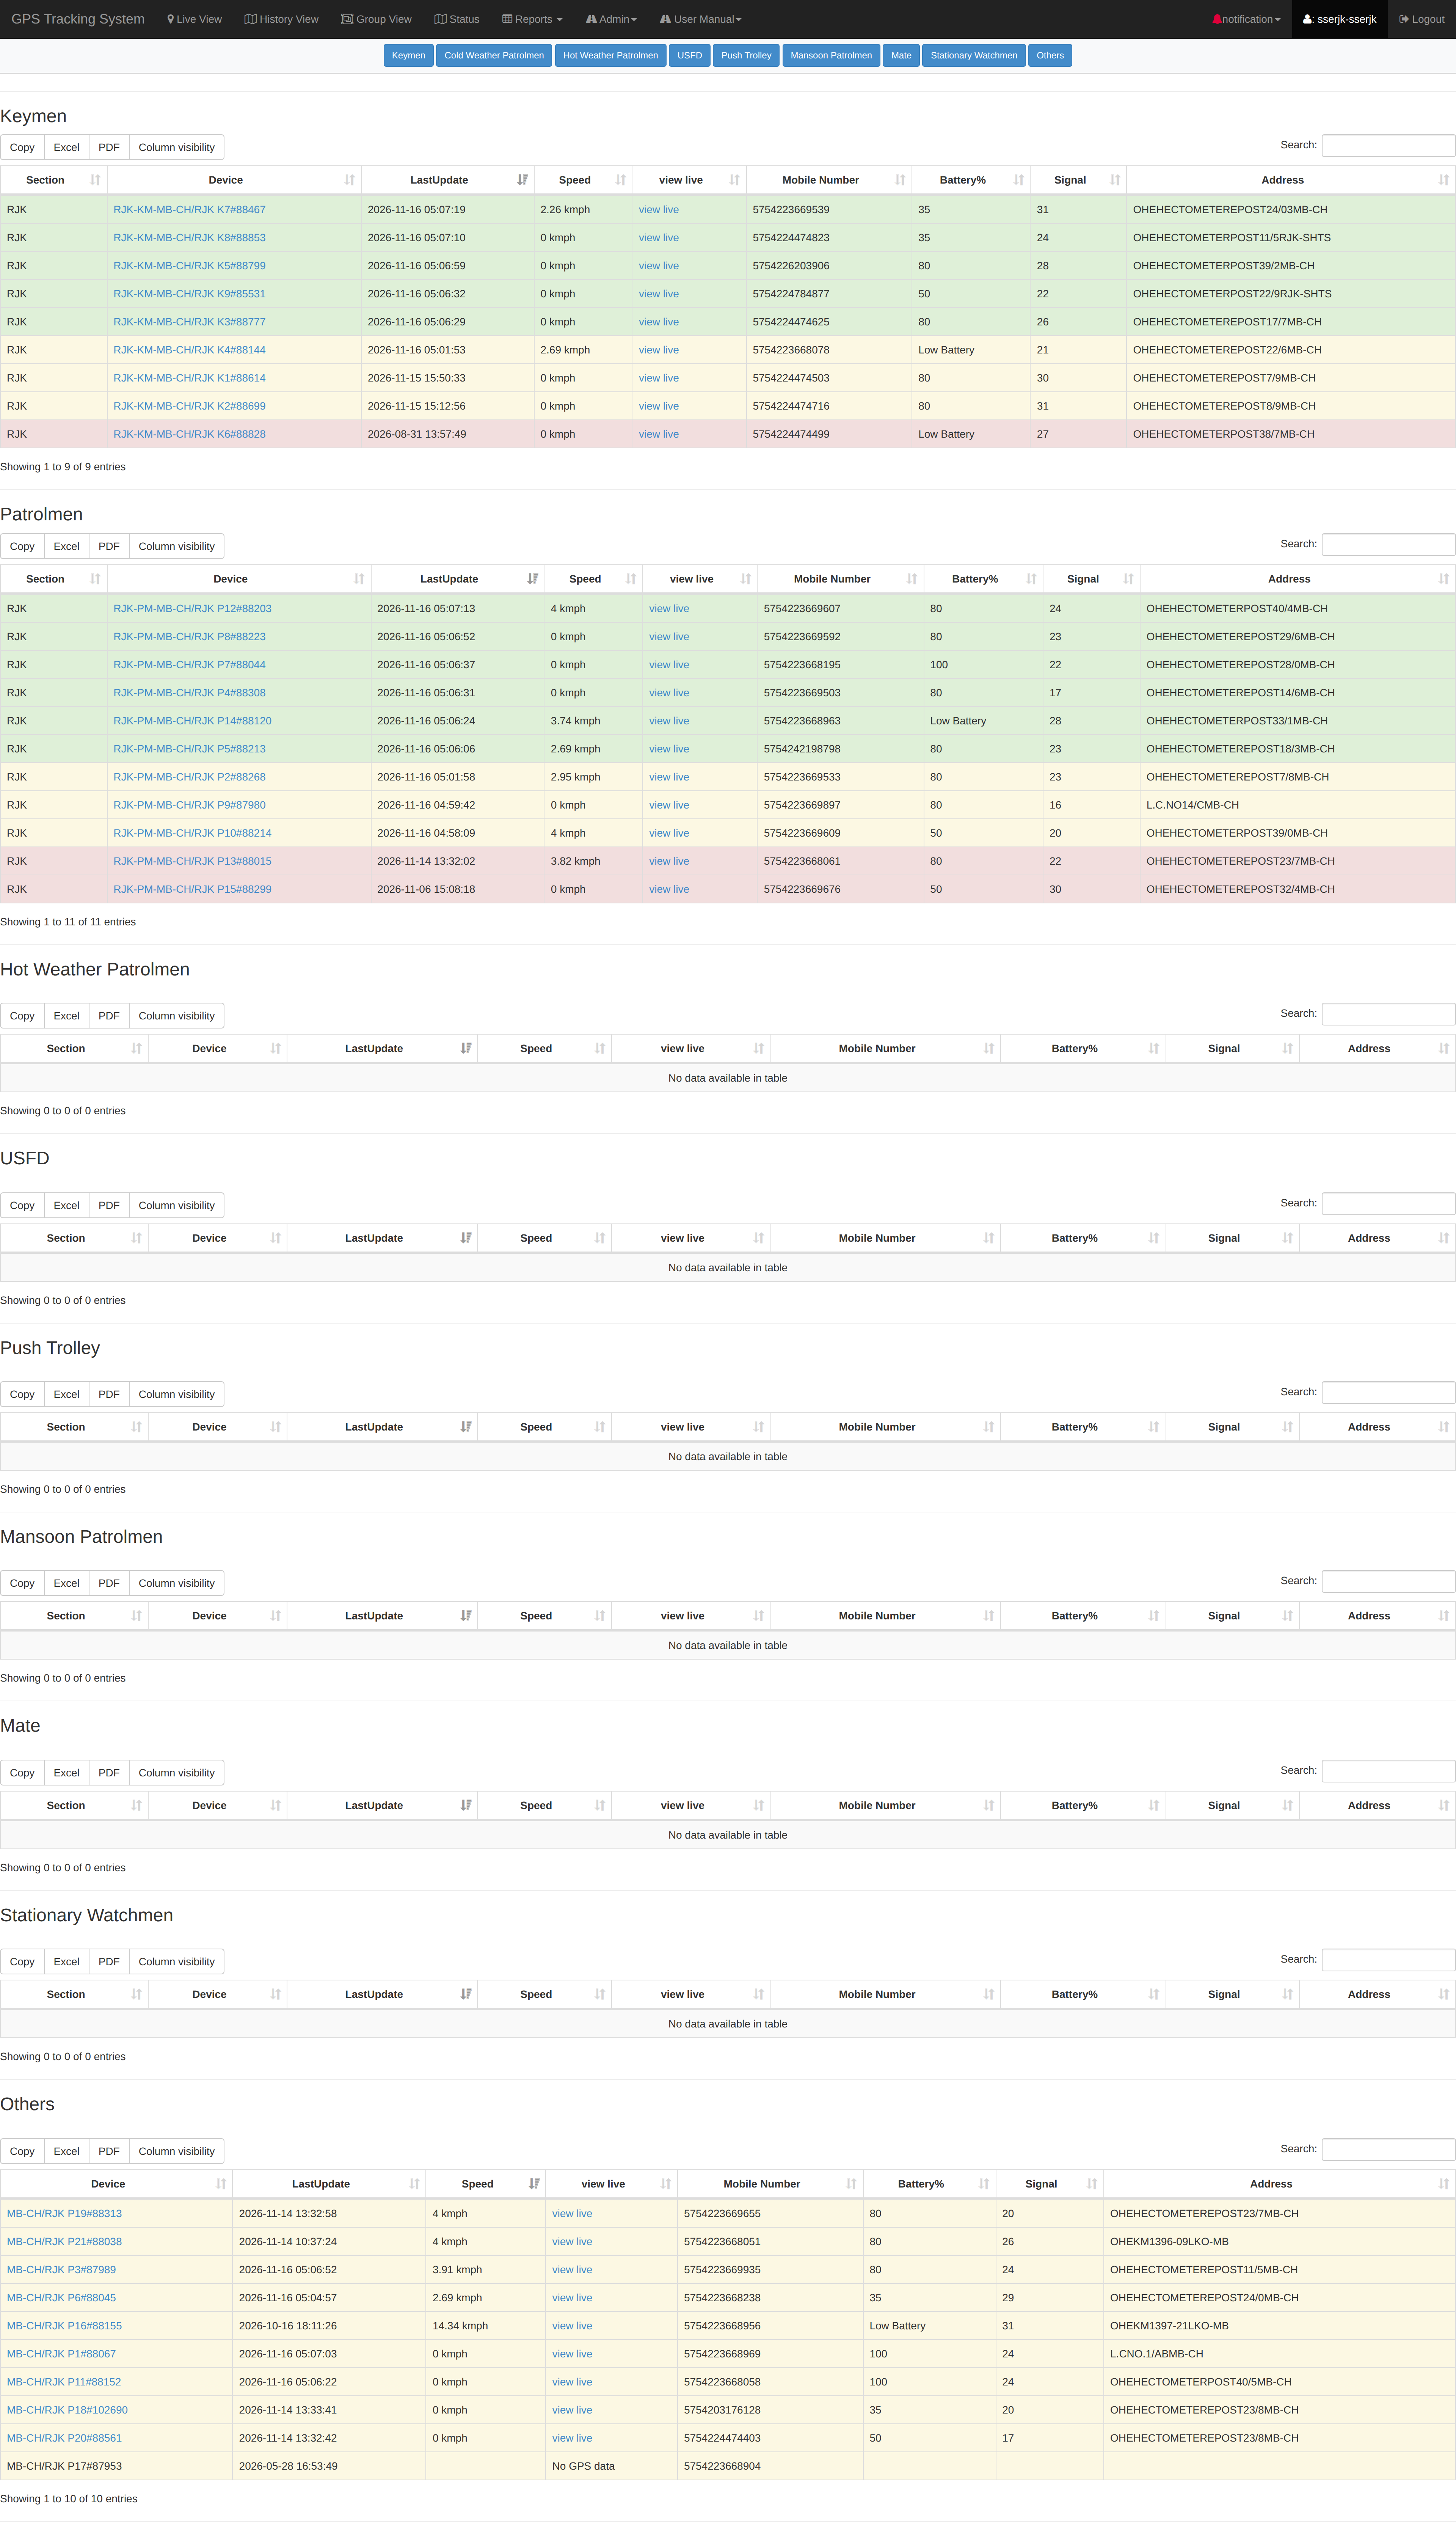 GPS Tracking System Live View History View Group View Status Reports Admin User Manual notification : sserjk-sserjk Logout
Keymen Cold Weather Patrolmen Hot Weather Patrolmen USFD Push Trolley Mansoon Patrolmen Mate Stationary Watchmen Others
Keymen
Copy Excel PDF Column visibility Search:
Section Device LastUpdate Speed view live Mobile Number Battery% Signal Address
RJK RJK-KM-MB-CH/RJK K7#88467 2026-11-16 05:07:19 2.26 kmph view live 5754223669539 35 31 OHEHECTOMETEREPOST24/03MB-CH
RJK RJK-KM-MB-CH/RJK K8#88853 2026-11-16 05:07:10 0 kmph view live 5754224474823 35 24 OHEHECTOMETERPOST11/5RJK-SHTS
RJK RJK-KM-MB-CH/RJK K5#88799 2026-11-16 05:06:59 0 kmph view live 5754226203906 80 28 OHEHECTOMETERPOST39/2MB-CH
RJK RJK-KM-MB-CH/RJK K9#85531 2026-11-16 05:06:32 0 kmph view live 5754224784877 50 22 OHEHECTOMETERPOST22/9RJK-SHTS
RJK RJK-KM-MB-CH/RJK K3#88777 2026-11-16 05:06:29 0 kmph view live 5754224474625 80 26 OHEHECTOMETEREPOST17/7MB-CH
RJK RJK-KM-MB-CH/RJK K4#88144 2026-11-16 05:01:53 2.69 kmph view live 5754223668078 Low Battery 21 OHEHECTOMETEREPOST22/6MB-CH
RJK RJK-KM-MB-CH/RJK K1#88614 2026-11-15 15:50:33 0 kmph view live 5754224474503 80 30 OHEHECTOMETEREPOST7/9MB-CH
RJK RJK-KM-MB-CH/RJK K2#88699 2026-11-15 15:12:56 0 kmph view live 5754224474716 80 31 OHEHECTOMETEREPOST8/9MB-CH
RJK RJK-KM-MB-CH/RJK K6#88828 2026-08-31 13:57:49 0 kmph view live 5754224474499 Low Battery 27 OHEHECTOMETERPOST38/7MB-CH
Showing 1 to 9 of 9 entries
Patrolmen
Copy Excel PDF Column visibility Search:
Section Device LastUpdate Speed view live Mobile Number Battery% Signal Address
RJK RJK-PM-MB-CH/RJK P12#88203 2026-11-16 05:07:13 4 kmph view live 5754223669607 80 24 OHEHECTOMETERPOST40/4MB-CH
RJK RJK-PM-MB-CH/RJK P8#88223 2026-11-16 05:06:52 0 kmph view live 5754223669592 80 23 OHEHECTOMETEREPOST29/6MB-CH
RJK RJK-PM-MB-CH/RJK P7#88044 2026-11-16 05:06:37 0 kmph view live 5754223668195 100 22 OHEHECTOMETEREPOST28/0MB-CH
RJK RJK-PM-MB-CH/RJK P4#88308 2026-11-16 05:06:31 0 kmph view live 5754223669503 80 17 OHEHECTOMETEREPOST14/6MB-CH
RJK RJK-PM-MB-CH/RJK P14#88120 2026-11-16 05:06:24 3.74 kmph view live 5754223668963 Low Battery 28 OHEHECTOMETERPOST33/1MB-CH
RJK RJK-PM-MB-CH/RJK P5#88213 2026-11-16 05:06:06 2.69 kmph view live 5754242198798 80 23 OHEHECTOMETEREPOST18/3MB-CH
RJK RJK-PM-MB-CH/RJK P2#88268 2026-11-16 05:01:58 2.95 kmph view live 5754223669533 80 23 OHEHECTOMETEREPOST7/8MB-CH
RJK RJK-PM-MB-CH/RJK P9#87980 2026-11-16 04:59:42 0 kmph view live 5754223669897 80 16 L.C.NO14/CMB-CH
RJK RJK-PM-MB-CH/RJK P10#88214 2026-11-16 04:58:09 4 kmph view live 5754223669609 50 20 OHEHECTOMETERPOST39/0MB-CH
RJK RJK-PM-MB-CH/RJK P13#88015 2026-11-14 13:32:02 3.82 kmph view live 5754223668061 80 22 OHEHECTOMETEREPOST23/7MB-CH
RJK RJK-PM-MB-CH/RJK P15#88299 2026-11-06 15:08:18 0 kmph view live 5754223669676 50 30 OHEHECTOMETEREPOST32/4MB-CH
Showing 1 to 11 of 11 entries
Hot Weather Patrolmen
Copy Excel PDF Column visibility Search:
Section Device LastUpdate Speed view live Mobile Number Battery% Signal Address
No data available in table
Showing 0 to 0 of 0 entries
USFD
Copy Excel PDF Column visibility Search:
Section Device LastUpdate Speed view live Mobile Number Battery% Signal Address
No data available in table
Showing 0 to 0 of 0 entries
Push Trolley
Copy Excel PDF Column visibility Search:
Section Device LastUpdate Speed view live Mobile Number Battery% Signal Address
No data available in table
Showing 0 to 0 of 0 entries
Mansoon Patrolmen
Copy Excel PDF Column visibility Search:
Section Device LastUpdate Speed view live Mobile Number Battery% Signal Address
No data available in table
Showing 0 to 0 of 0 entries
Mate
Copy Excel PDF Column visibility Search:
Section Device LastUpdate Speed view live Mobile Number Battery% Signal Address
No data available in table
Showing 0 to 0 of 0 entries
Stationary Watchmen
Copy Excel PDF Column visibility Search:
Section Device LastUpdate Speed view live Mobile Number Battery% Signal Address
No data available in table
Showing 0 to 0 of 0 entries
Others
Copy Excel PDF Column visibility Search:
Device LastUpdate Speed view live Mobile Number Battery% Signal Address
MB-CH/RJK P19#88313 2026-11-14 13:32:58 4 kmph view live 5754223669655 80 20 OHEHECTOMETEREPOST23/7MB-CH
MB-CH/RJK P21#88038 2026-11-14 10:37:24 4 kmph view live 5754223668051 80 26 OHEKM1396-09LKO-MB
MB-CH/RJK P3#87989 2026-11-16 05:06:52 3.91 kmph view live 5754223669935 80 24 OHEHECTOMETEREPOST11/5MB-CH
MB-CH/RJK P6#88045 2026-11-16 05:04:57 2.69 kmph view live 5754223668238 35 29 OHEHECTOMETEREPOST24/0MB-CH
MB-CH/RJK P16#88155 2026-10-16 18:11:26 14.34 kmph view live 5754223668956 Low Battery 31 OHEKM1397-21LKO-MB
MB-CH/RJK P1#88067 2026-11-16 05:07:03 0 kmph view live 5754223668969 100 24 L.CNO.1/ABMB-CH
MB-CH/RJK P11#88152 2026-11-16 05:06:22 0 kmph view live 5754223668058 100 24 OHEHECTOMETERPOST40/5MB-CH
MB-CH/RJK P18#102690 2026-11-14 13:33:41 0 kmph view live 5754203176128 35 20 OHEHECTOMETEREPOST23/8MB-CH
MB-CH/RJK P20#88561 2026-11-14 13:32:42 0 kmph view live 5754224474403 50 17 OHEHECTOMETEREPOST23/8MB-CH
MB-CH/RJK P17#87953 2026-05-28 16:53:49 No GPS data 5754223668904
Showing 1 to 10 of 10 entries